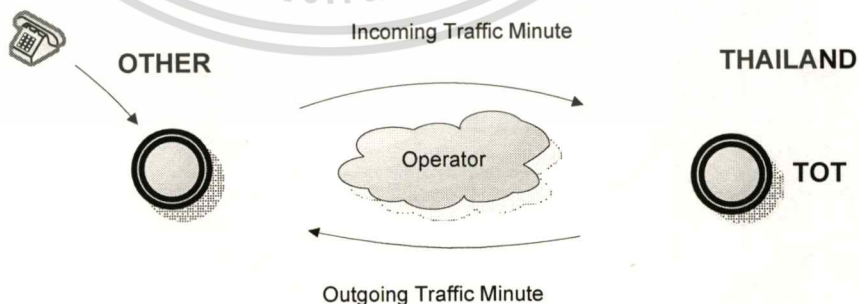 Incoming Traffic Minute
OTHER
THAILAND
Operator
TOT
Outgoing Traffic Minute